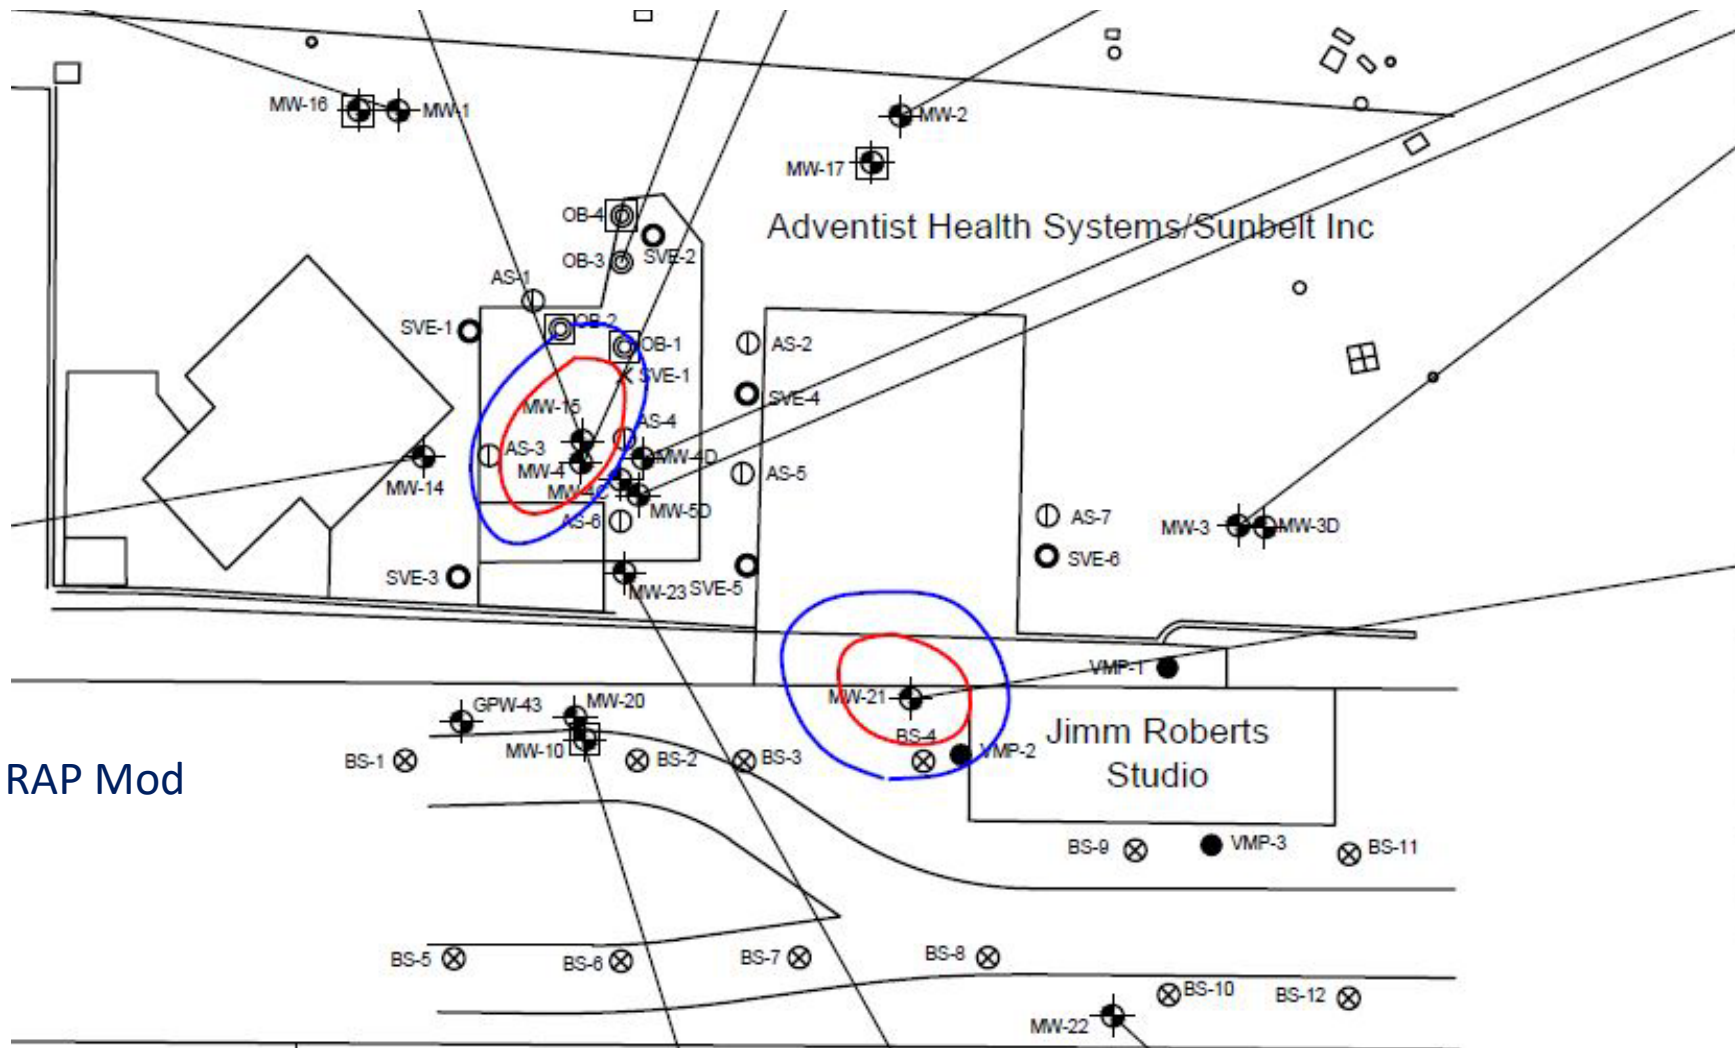 MW-16
MW-1
MW-2
MW-17
OB-4
Adventist Health Systems/Sunbelt Inc
SVE-2
OB-3
AS-1
SVE-1
OB-2
OB-1
AS-2
SVE-1
SVE-4
MW-15
AS-4
AS-3
MW-4D
MW-4
AS-5
MW-14
MW-4C
MW-5D
AS-6
AS-7
MW-3
MW-3D
SVE-6
SVE-3
MW-23
SVE-5
VMP-1
MW-21
GPW-43
MW-20
BS-4
Jimm Roberts
Studio
MW-10
BS-1
BS-2
BS-3
VMP-2
RAP Mod
BS-9
VMP-3
BS-11
BS-5
BS-6
BS-7
BS-8
BS-10
BS-12
MW-22